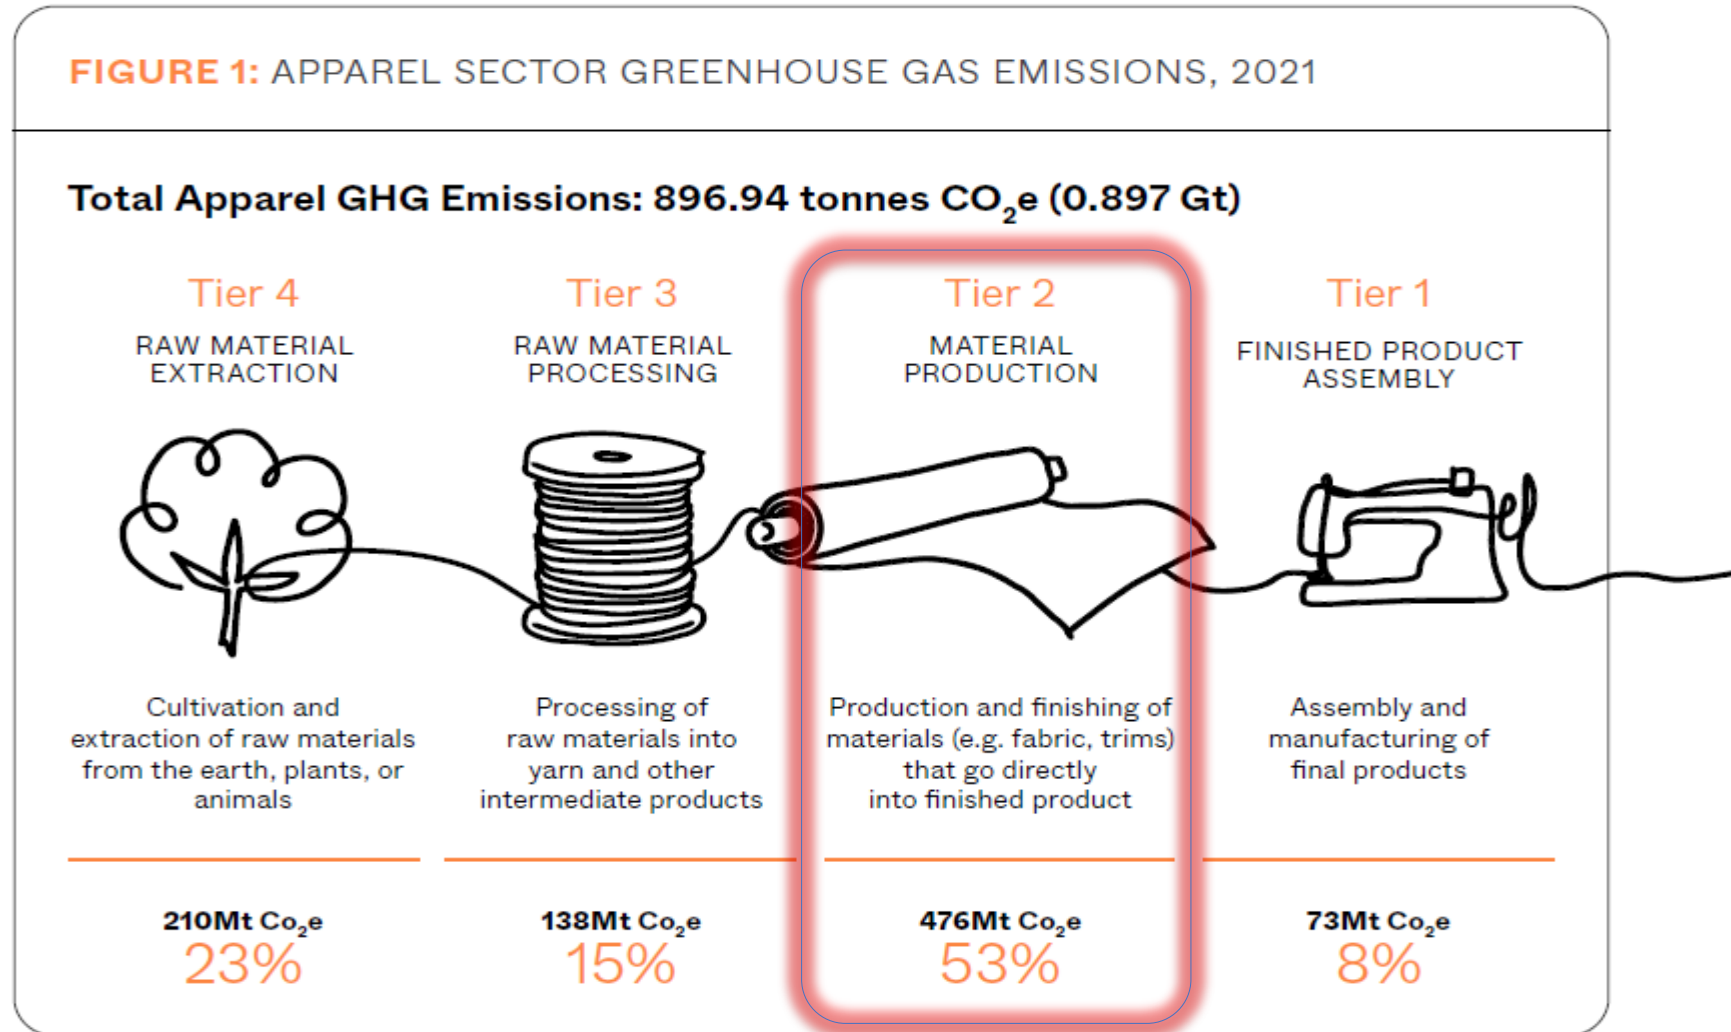 FIGURE 1: APPAREL SECTOR GREENHOUSE GAS EMISSIONS, 2021
Total Apparel GHG Emissions: 896.94 tonnes CO₂e (0.897 Gt)
Tier 4
RAW MATERIAL
EXTRACTION
Cultivation and
extraction of raw materials
from the earth, plants, or
animals
210Mt Co₂e
23%
Tier 3
RAW MATERIAL
PROCESSING
Processing of
raw materials into
yarn and other
intermediate products
138Mt Co₂e
15%
Tier 2
MATERIAL
PRODUCTION
Production and finishing of
materials (e.g. fabric, trims)
that go directly
into finished product
476Mt Co₂e
53%
Tier 1
FINISHED PRODUCT
ASSEMBLY
Assembly and
manufacturing of
final products
73Mt Co₂e
8%